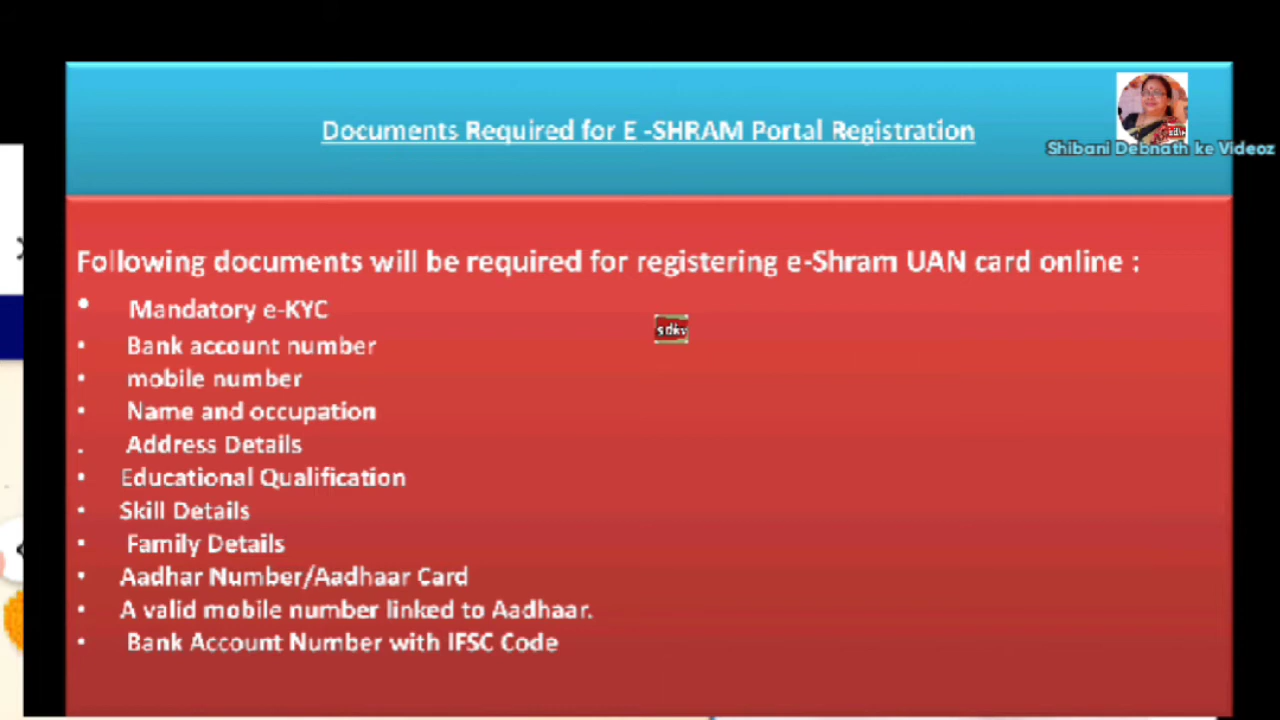 Documents Required for E -SHRAM Portal Registration
Shibani Debnath ke Videoz
Following documents will be required for registering e-Shram UAN card online :
• Mandatory e-KYC
sdkv
• Bank account number
• mobile number
• Name and occupation
. Address Details
• Educational Qualification
• Skill Details
• Family Details
• Aadhar Number/Aadhaar Card
• A valid mobile number linked to Aadhaar.
• Bank Account Number with IFSC Code